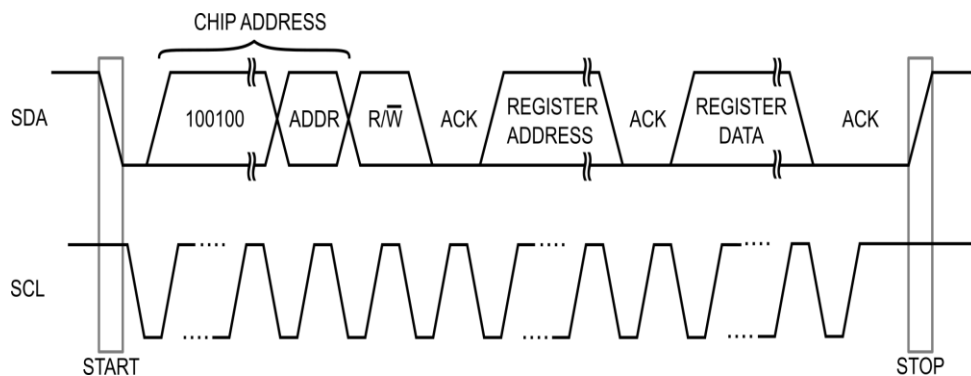 CHIP ADDRESS
SDA
100100
ADDR
R/W̅
ACK
REGISTER
ADDRESS
ACK
REGISTER
DATA
ACK
SCL
START
STOP